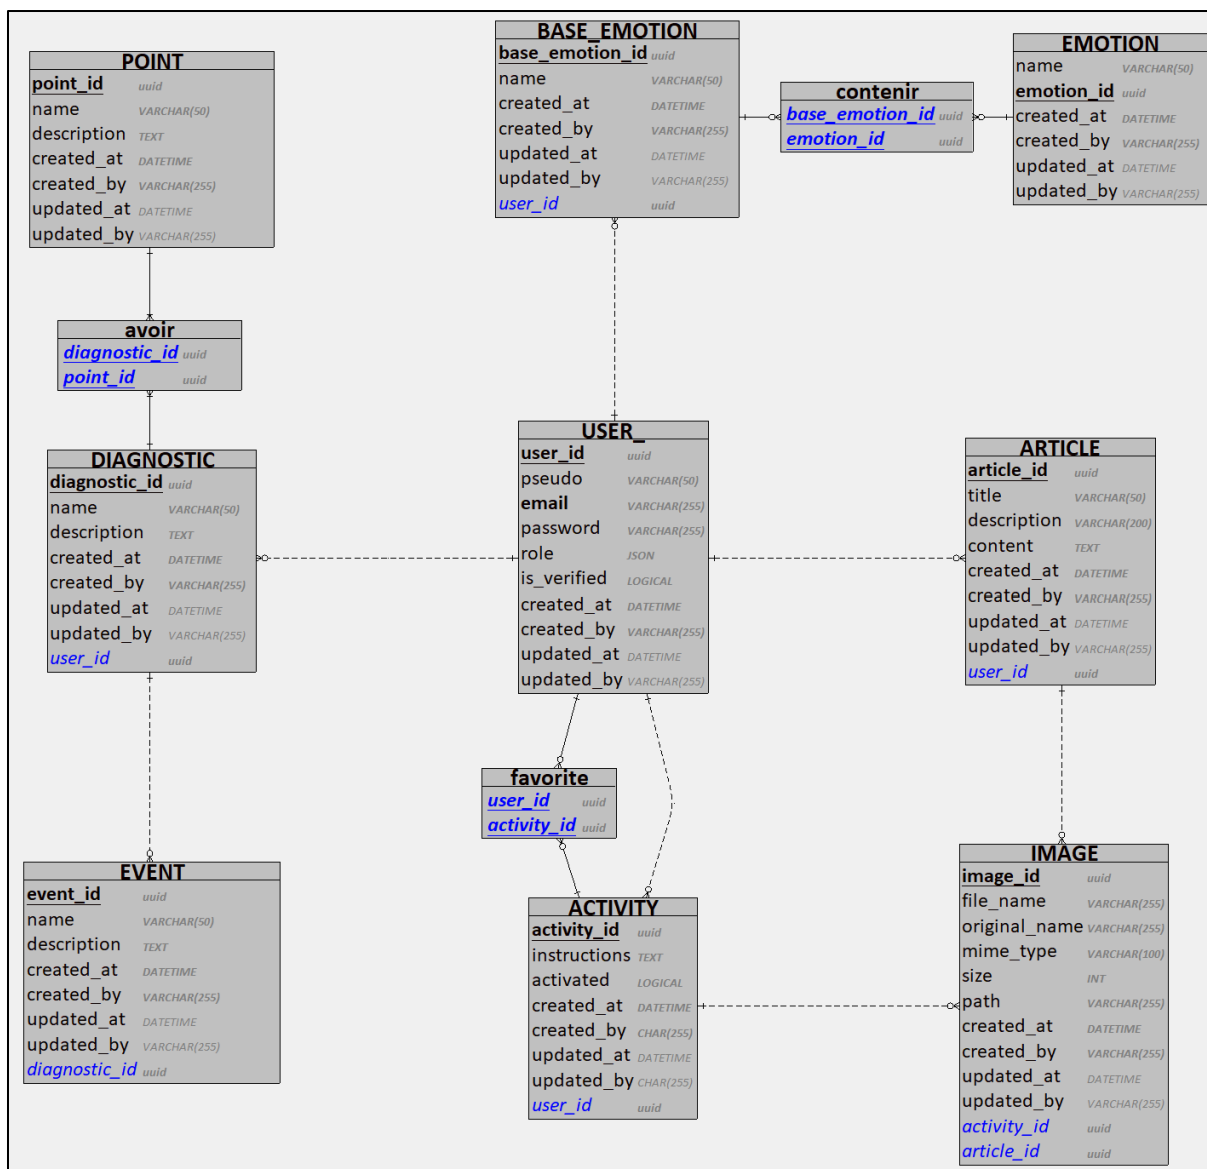 POINT
point_id uuid
name VARCHAR(50)
description TEXT
created_at DATETIME
created_by VARCHAR(255)
updated_at DATETIME
updated_by VARCHAR(255)
BASE_EMOTION
base_emotion_id uuid
name VARCHAR(50)
created_at DATETIME
created_by VARCHAR(255)
updated_at DATETIME
updated_by VARCHAR(255)
user_id uuid
contenir
base_emotion_id uuid
emotion_id uuid
EMOTION
name VARCHAR(50)
emotion_id uuid
created_at DATETIME
created_by VARCHAR(255)
updated_at DATETIME
updated_by VARCHAR(255)
avoir
diagnostic_id uuid
point_id uuid
DIAGNOSTIC
diagnostic_id uuid
name VARCHAR(50)
description TEXT
created_at DATETIME
created_by VARCHAR(255)
updated_at DATETIME
updated_by VARCHAR(255)
user_id uuid
USER_
user_id uuid
pseudo VARCHAR(50)
email VARCHAR(255)
password VARCHAR(255)
role JSON
is_verified LOGICAL
created_at DATETIME
created_by VARCHAR(255)
updated_at DATETIME
updated_by VARCHAR(255)
ARTICLE
article_id uuid
title VARCHAR(50)
description VARCHAR(200)
content TEXT
created_at DATETIME
created_by VARCHAR(255)
updated_at DATETIME
updated_by VARCHAR(255)
user_id uuid
favorite
user_id uuid
activity_id uuid
EVENT
event_id uuid
name VARCHAR(50)
description TEXT
created_at DATETIME
created_by VARCHAR(255)
updated_at DATETIME
updated_by VARCHAR(255)
diagnostic_id uuid
ACTIVITY
activity_id uuid
instructions TEXT
activated LOGICAL
created_at DATETIME
created_by CHAR(255)
updated_at DATETIME
updated_by CHAR(255)
user_id uuid
IMAGE
image_id uuid
file_name VARCHAR(255)
original_name VARCHAR(255)
mime_type VARCHAR(100)
size INT
path VARCHAR(255)
created_at DATETIME
created_by VARCHAR(255)
updated_at DATETIME
updated_by VARCHAR(255)
activity_id uuid
article_id uuid